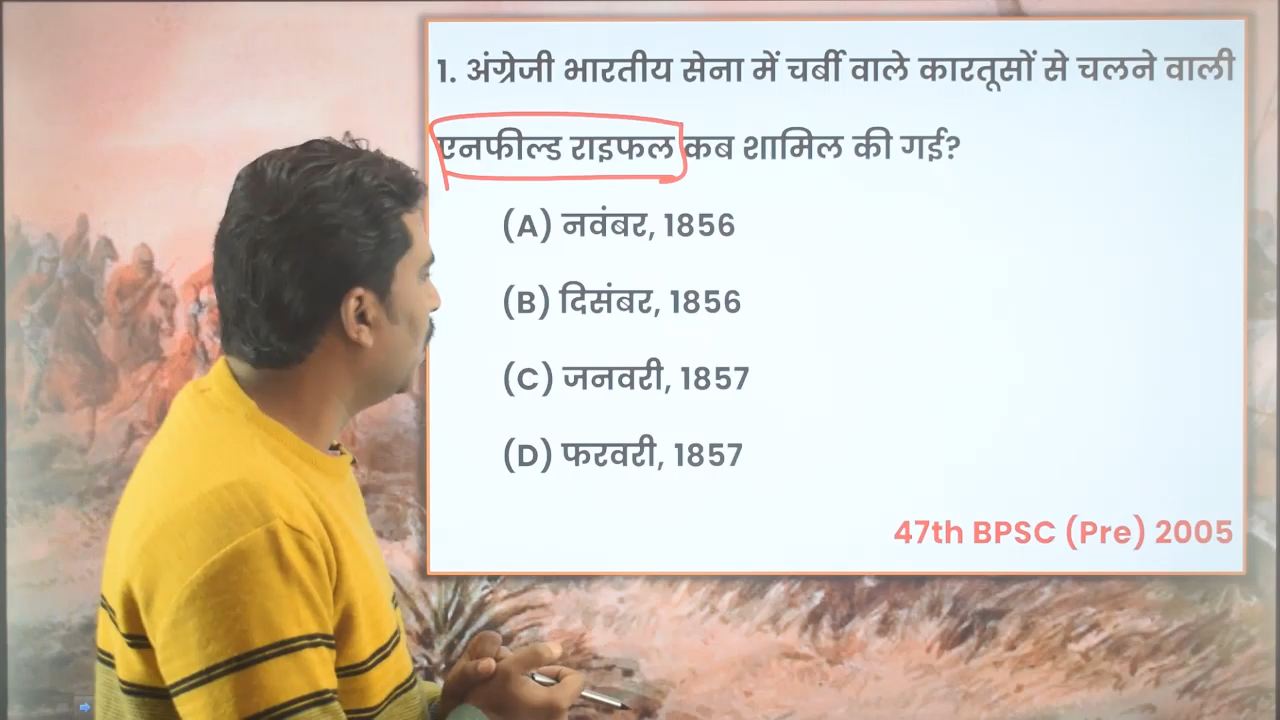 1. अंग्रेजी भारतीय सेना में चर्बी वाले कारतूसों से चलने वाली
एनफील्ड राइफल कब शामिल की गई?
(A) नवंबर, 1856
(B) दिसंबर, 1856
(C) जनवरी, 1857
(D) फरवरी, 1857
47th BPSC (Pre) 2005